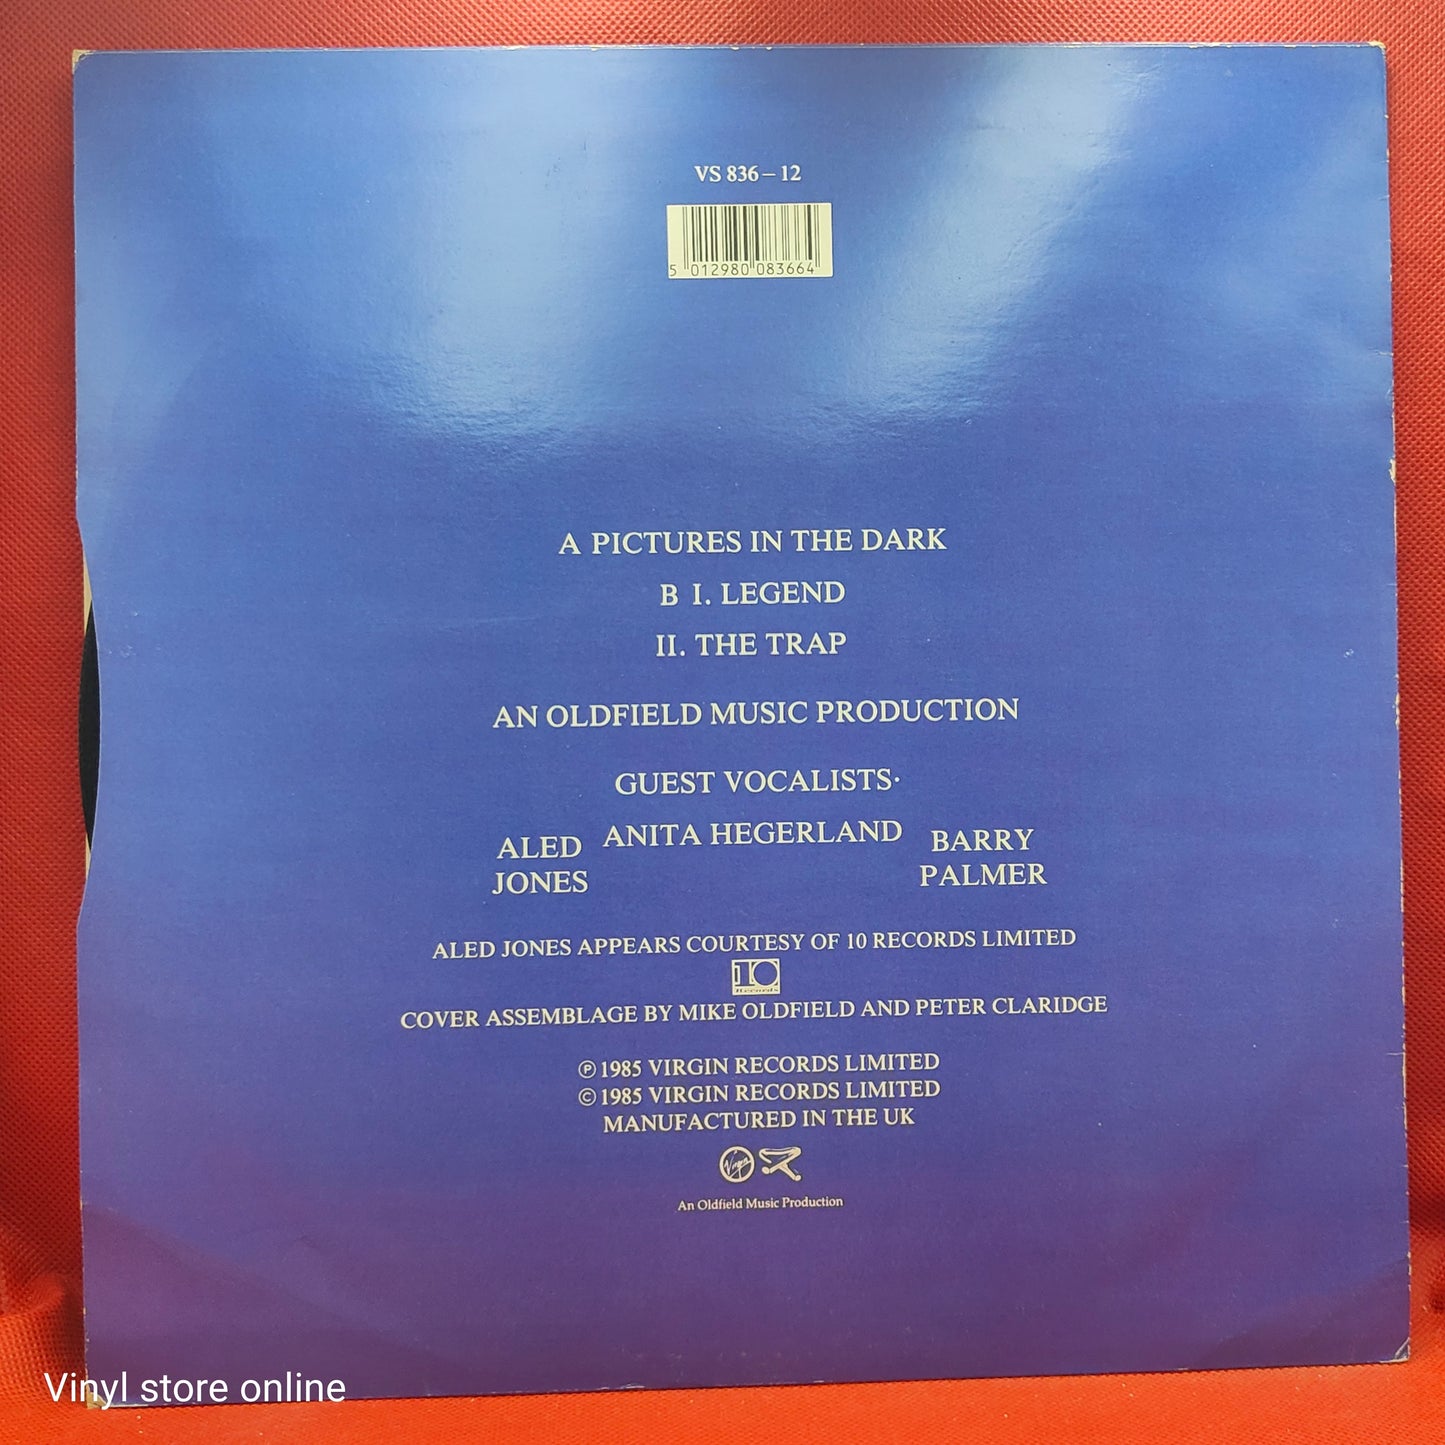 VS 836 – 12
5 012980 083664
A PICTURES IN THE DARK
B I. LEGEND
II. THE TRAP
AN OLDFIELD MUSIC PRODUCTION
GUEST VOCALISTS·
ALED JONES
ANITA HEGERLAND
BARRY PALMER
ALED JONES APPEARS COURTESY OF 10 RECORDS LIMITED
10
Records
COVER ASSEMBLAGE BY MIKE OLDFIELD AND PETER CLARIDGE
℗ 1985 VIRGIN RECORDS LIMITED
© 1985 VIRGIN RECORDS LIMITED
MANUFACTURED IN THE UK
Virgin
An Oldfield Music Production
Vinyl store online